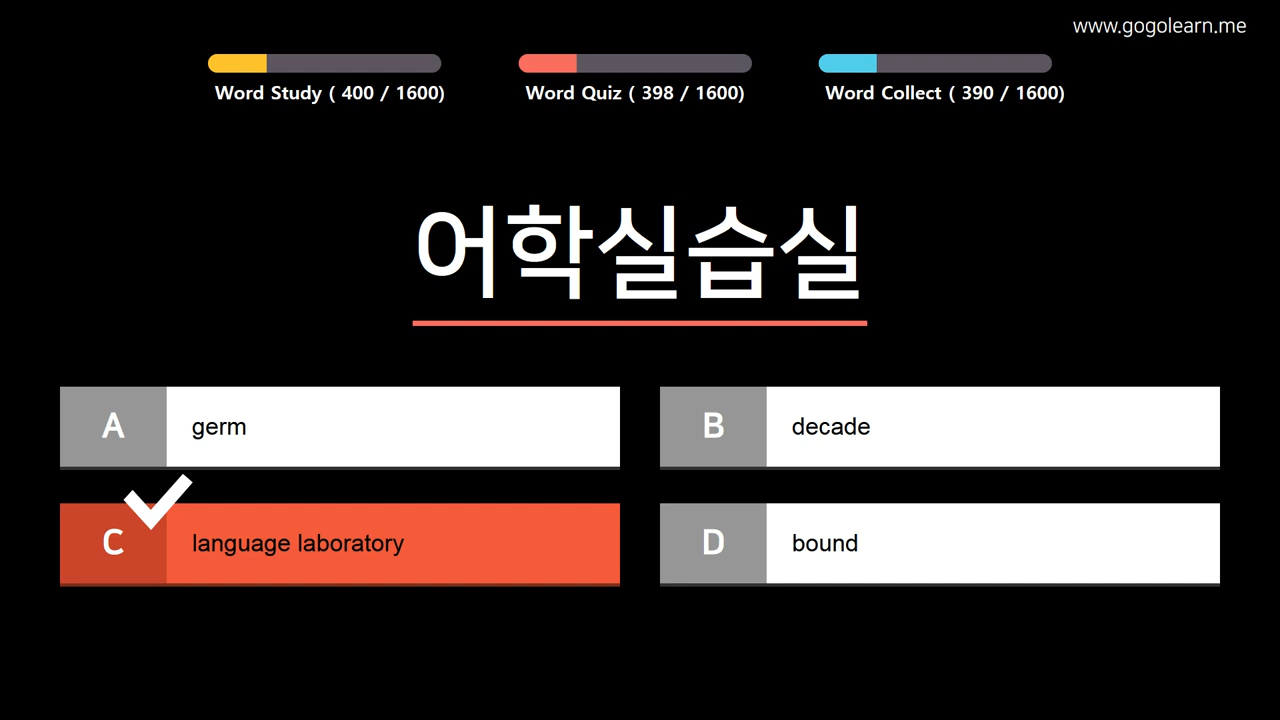 www.gogolearn.me
Word Study ( 400 / 1600)
Word Quiz ( 398 / 1600)
Word Collect ( 390 / 1600)
어학실습실
A germ
B decade
C language laboratory
D bound